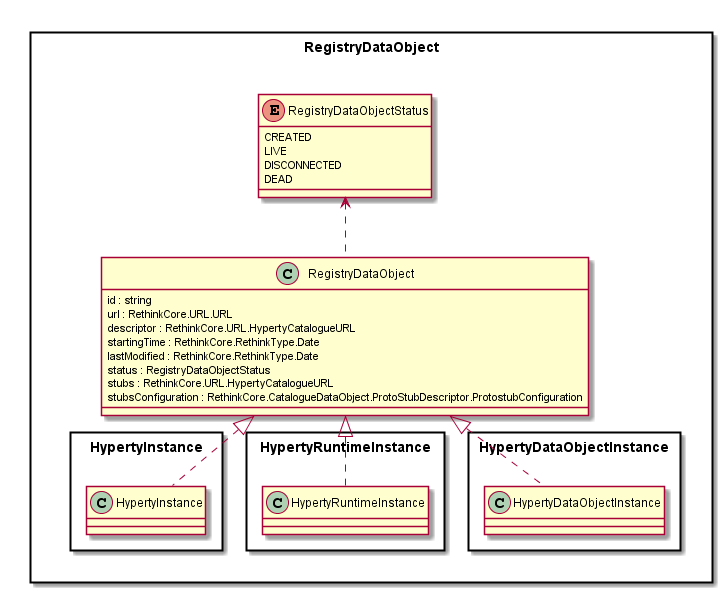 RegistryDataObject
E RegistryDataObjectStatus
CREATED
LIVE
DISCONNECTED
DEAD
C RegistryDataObject
id : string
url : RethinkCore.URL.URL
descriptor : RethinkCore.URL.HypertyCatalogueURL
startingTime : RethinkCore.RethinkType.Date
lastModified : RethinkCore.RethinkType.Date
status : RegistryDataObjectStatus
stubs : RethinkCore.URL.HypertyCatalogueURL
stubsConfiguration : RethinkCore.CatalogueDataObject.ProtoStubDescriptor.ProtostubConfiguration
HypertyInstance
C HypertyInstance
HypertyRuntimeInstance
C HypertyRuntimeInstance
HypertyDataObjectInstance
C HypertyDataObjectInstance